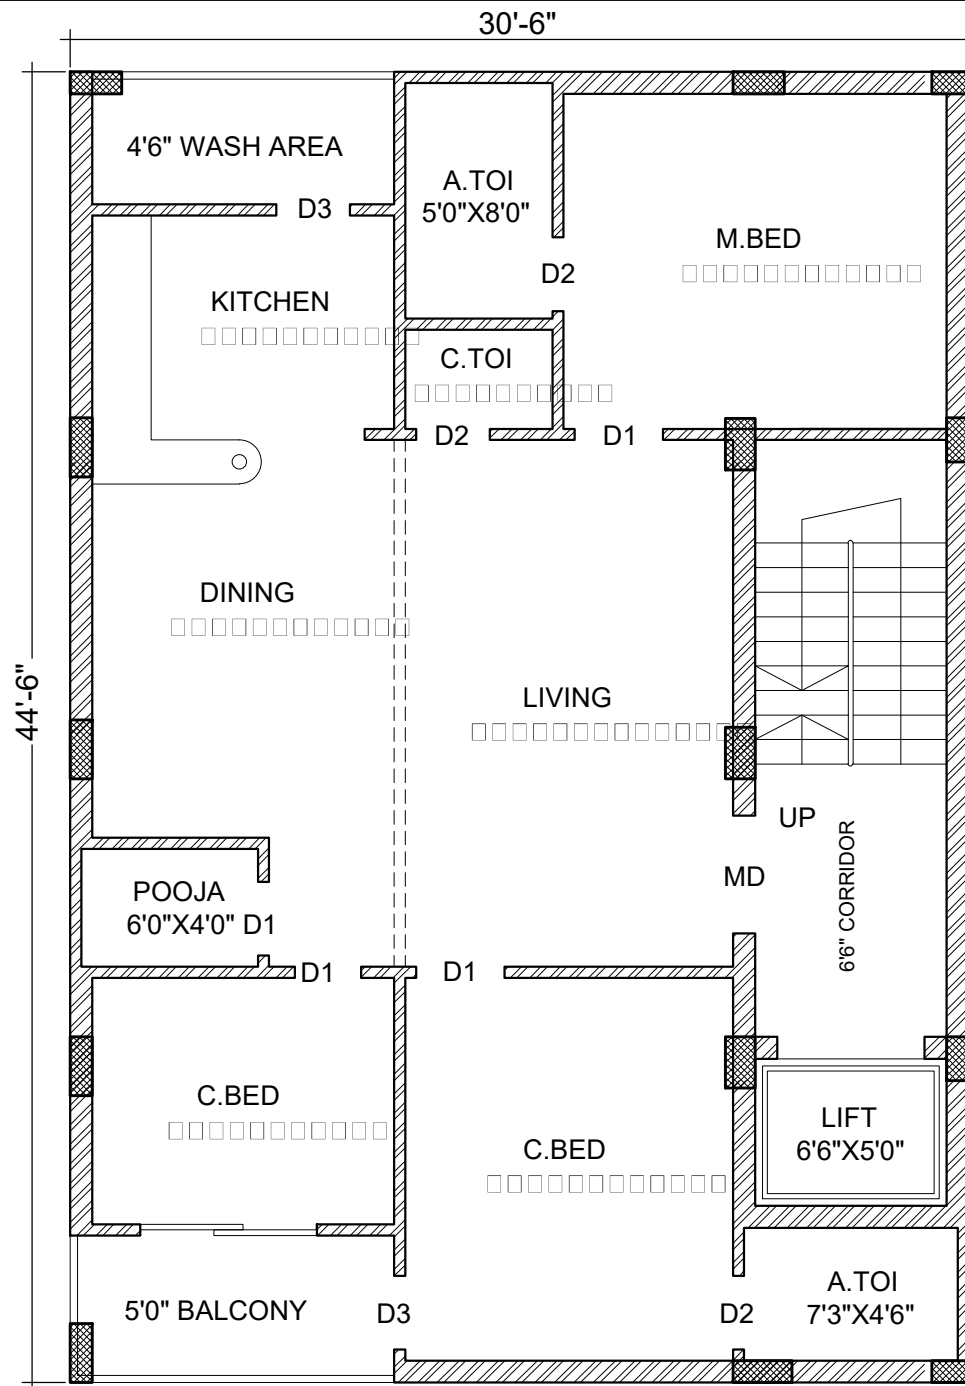 30'-6"
4'6" WASH AREA
A.TOI
5'0"X8'0"
D3
M.BED
D2
KITCHEN
C.TOI
D2
D1
DINING
44'-6"
LIVING
UP
MD
6'6" CORRIDOR
POOJA
6'0"X4'0" D1
D1
D1
C.BED
C.BED
LIFT
6'6"X5'0"
A.TOI
7'3"X4'6"
5'0" BALCONY
D3
D2